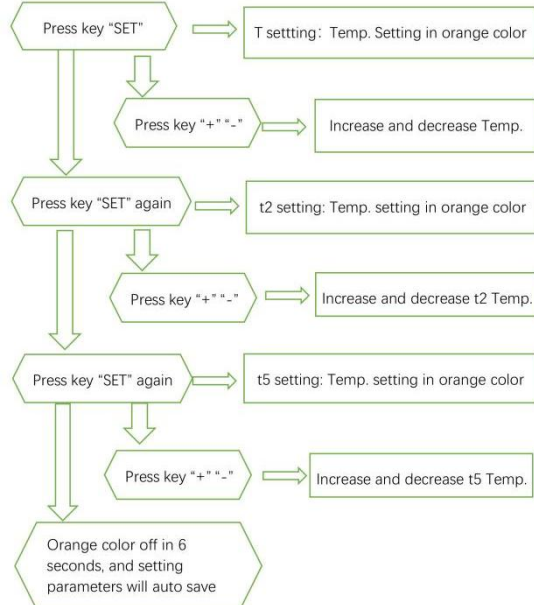 Press key “SET”
T settting: Temp. Setting in orange color
Press key “+” “-”
Increase and decrease Temp.
Press key “SET” again
t2 setting: Temp. setting in orange color
Press key “+” “-”
Increase and decrease t2 Temp.
Press key “SET” again
t5 setting: Temp. setting in orange color
Press key “+” “-”
Increase and decrease t5 Temp.
Orange color off in 6
seconds, and setting
parameters will auto save